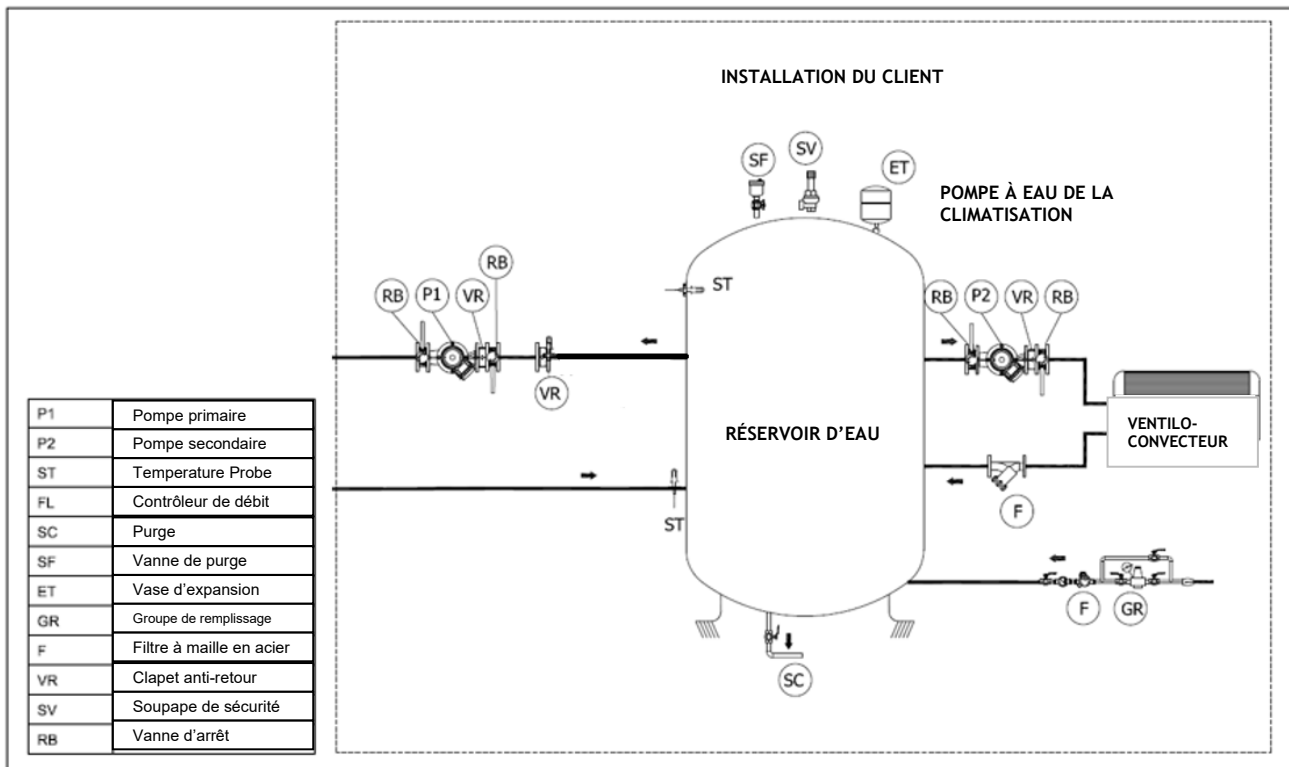 INSTALLATION DU CLIENT
SF
SV
ET
POMPE À EAU DE LA
CLIMATISATION
RB
P1
VR
RB
ST
RB
P2
VR
RB
VR
RÉSERVOIR D'EAU
VENTILO-
CONVECTEUR
ST
F
F
GR
SC
P1 Pompe primaire
P2 Pompe secondaire
ST Temperature Probe
FL Contrôleur de débit
SC Purge
SF Vanne de purge
ET Vase d'expansion
GR Groupe de remplissage
F Filtre à maille en acier
VR Clapet anti-retour
SV Soupape de sécurité
RB Vanne d'arrêt